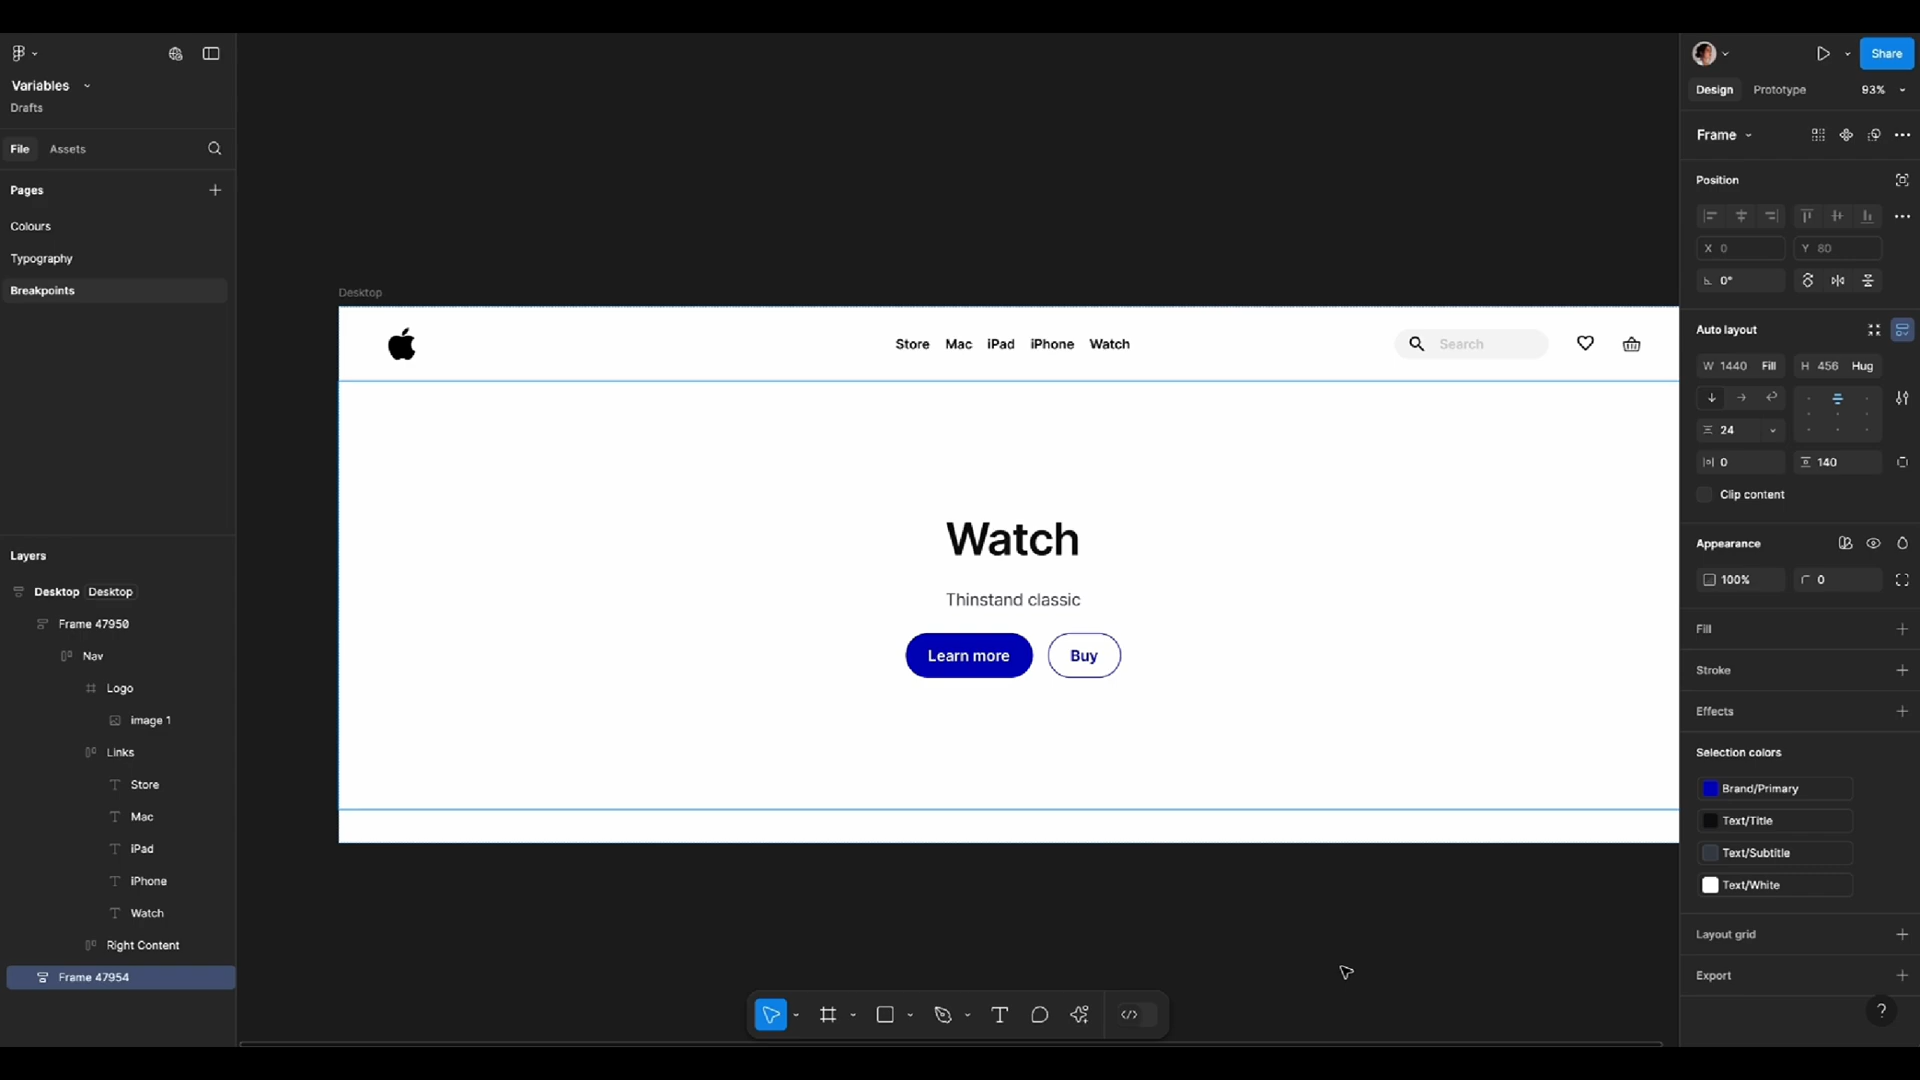 Variables
Drafts
File Assets
Pages
Colours
Typography
Breakpoints
Layers
Desktop Desktop
Frame 47950
Nav
Logo
image 1
Links
Store
Mac
iPad
iPhone
Watch
Right Content
Frame 47954
Desktop
Store Mac iPad iPhone Watch
Search
Watch
Thinstand classic
Learn more Buy
Share
Design Prototype 93%
Frame
Position
X 0 Y 80
0°
Auto layout
W 1440 Fill H 456 Hug
24
0 140
Clip content
Appearance
100% 0
Fill
Stroke
Effects
Selection colors
Brand/Primary
Text/Title
Text/Subtitle
Text/White
Layout grid
Export
?